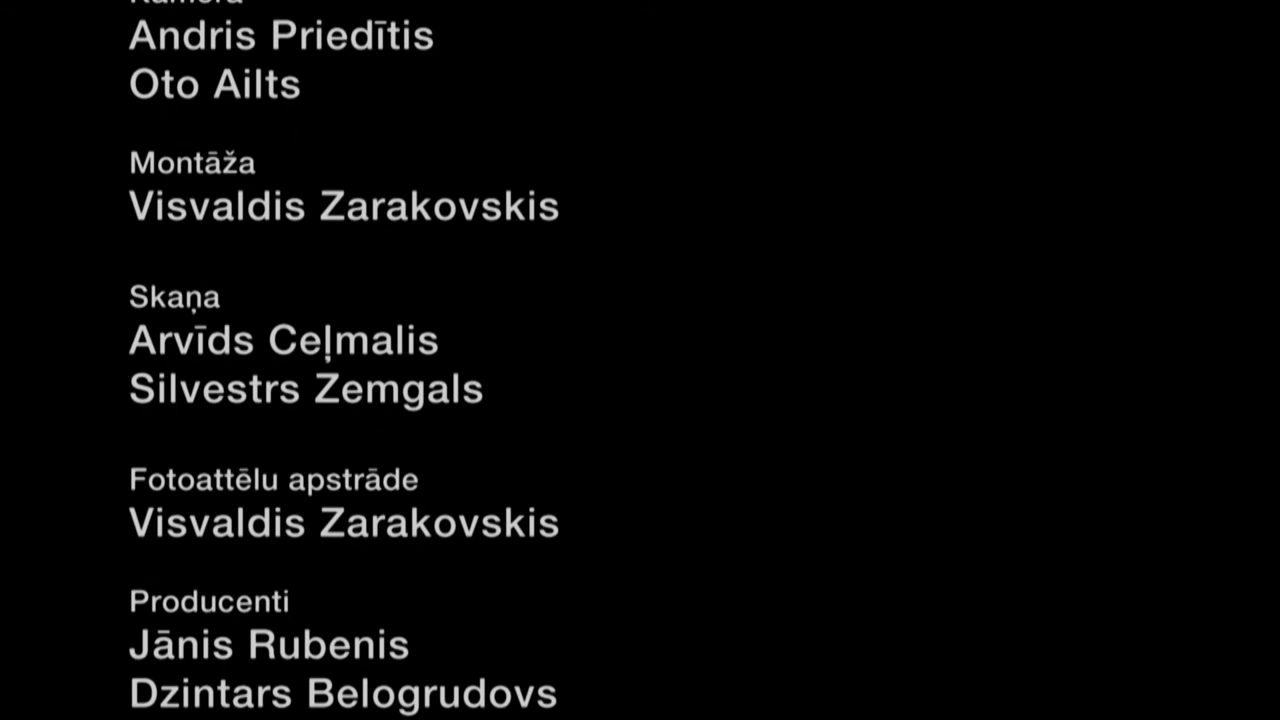 Kamera
Andris Priedītis
Oto Ailts
Montāža
Visvaldis Zarakovskis
Skaņa
Arvīds Ceļmalis
Silvestrs Zemgals
Fotoattēlu apstrāde
Visvaldis Zarakovskis
Producenti
Jānis Rubenis
Dzintars Belogrudovs